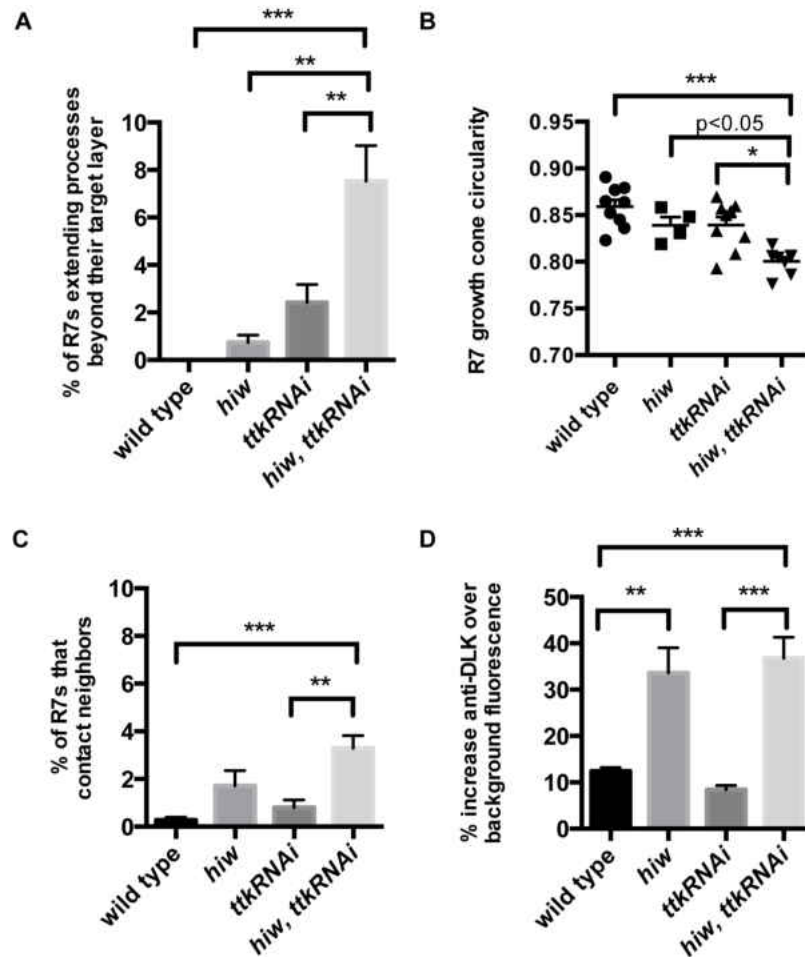 A
***
**
**
10
8
6
4
2
0
% of R7s extending processes
beyond their target layer
wild type
hiw
ttkRNAi
hiw, ttkRNAi
B
***
p<0.05
*
0.95
0.90
0.85
0.80
0.70
R7 growth cone circularity
wild type
hiw
ttkRNAi
hiw, ttkRNAi
C
10
8
6
4
2
0
***
**
% of R7s that
contact neighbors
wild type
hiw
ttkRNAi
hiw, ttkRNAi
D
***
**
***
50
40
30
20
10
0
% increase anti-DLK over
background fluorescence
wild type
hiw
ttkRNAi
hiw, ttkRNAi